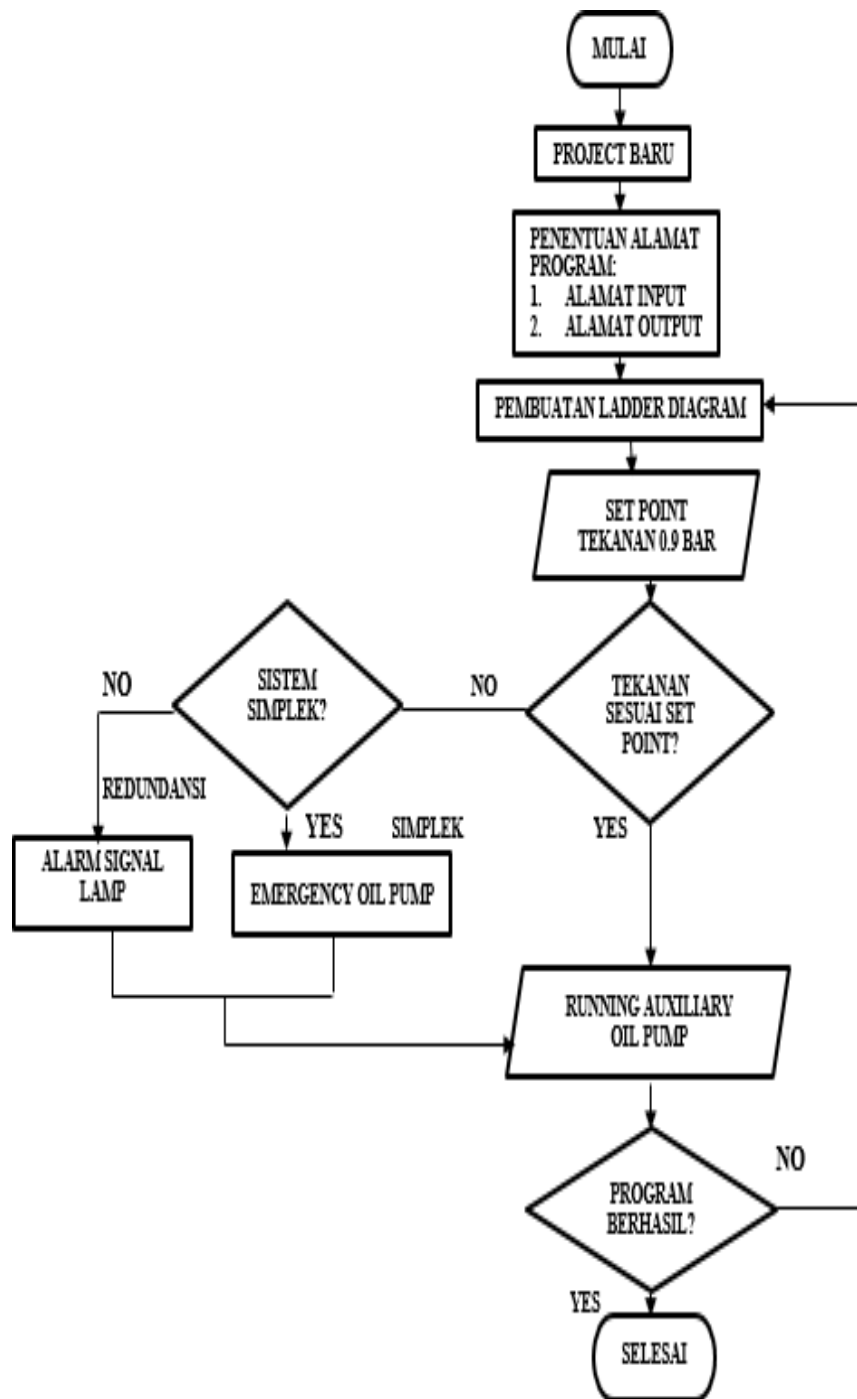 MULAI
PROJECT BARU
PENENTUAN ALAMAT
PROGRAM:
1. ALAMAT INPUT
2. ALAMAT OUTPUT
PEMBUATAN LADDER DIAGRAM
SET POINT
TEKANAN 0.9 BAR
TEKANAN
SESUAI SET
POINT?
NO
SISTEM
SIMPLEK?
NO
REDUNDANSI
YES
SIMPLEK
YES
ALARM SIGNAL
LAMP
EMERGENCY OIL PUMP
RUNNING AUXILIARY
OIL PUMP
PROGRAM
BERHASIL?
NO
YES
SELESAI